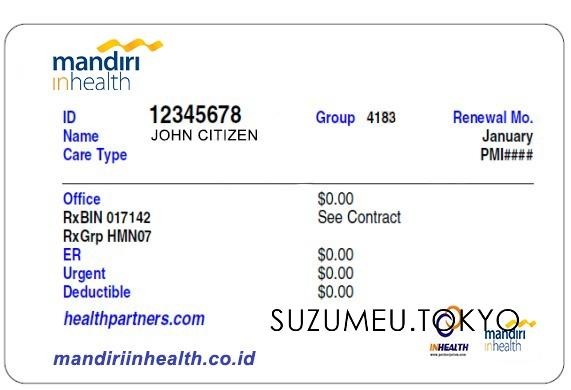 mandiri
inhealth
ID 12345678 Group 4183 Renewal Mo.
Name JOHN CITIZEN January
Care Type PMI####
Office $0.00
RxBIN 017142 See Contract
RxGrp HMN07
ER $0.00
Urgent $0.00
Deductible $0.00
healthpartners.com SUZUMEU.TOKYO
INHEALTH mandiri
inhealth
mandiriinhealth.co.id